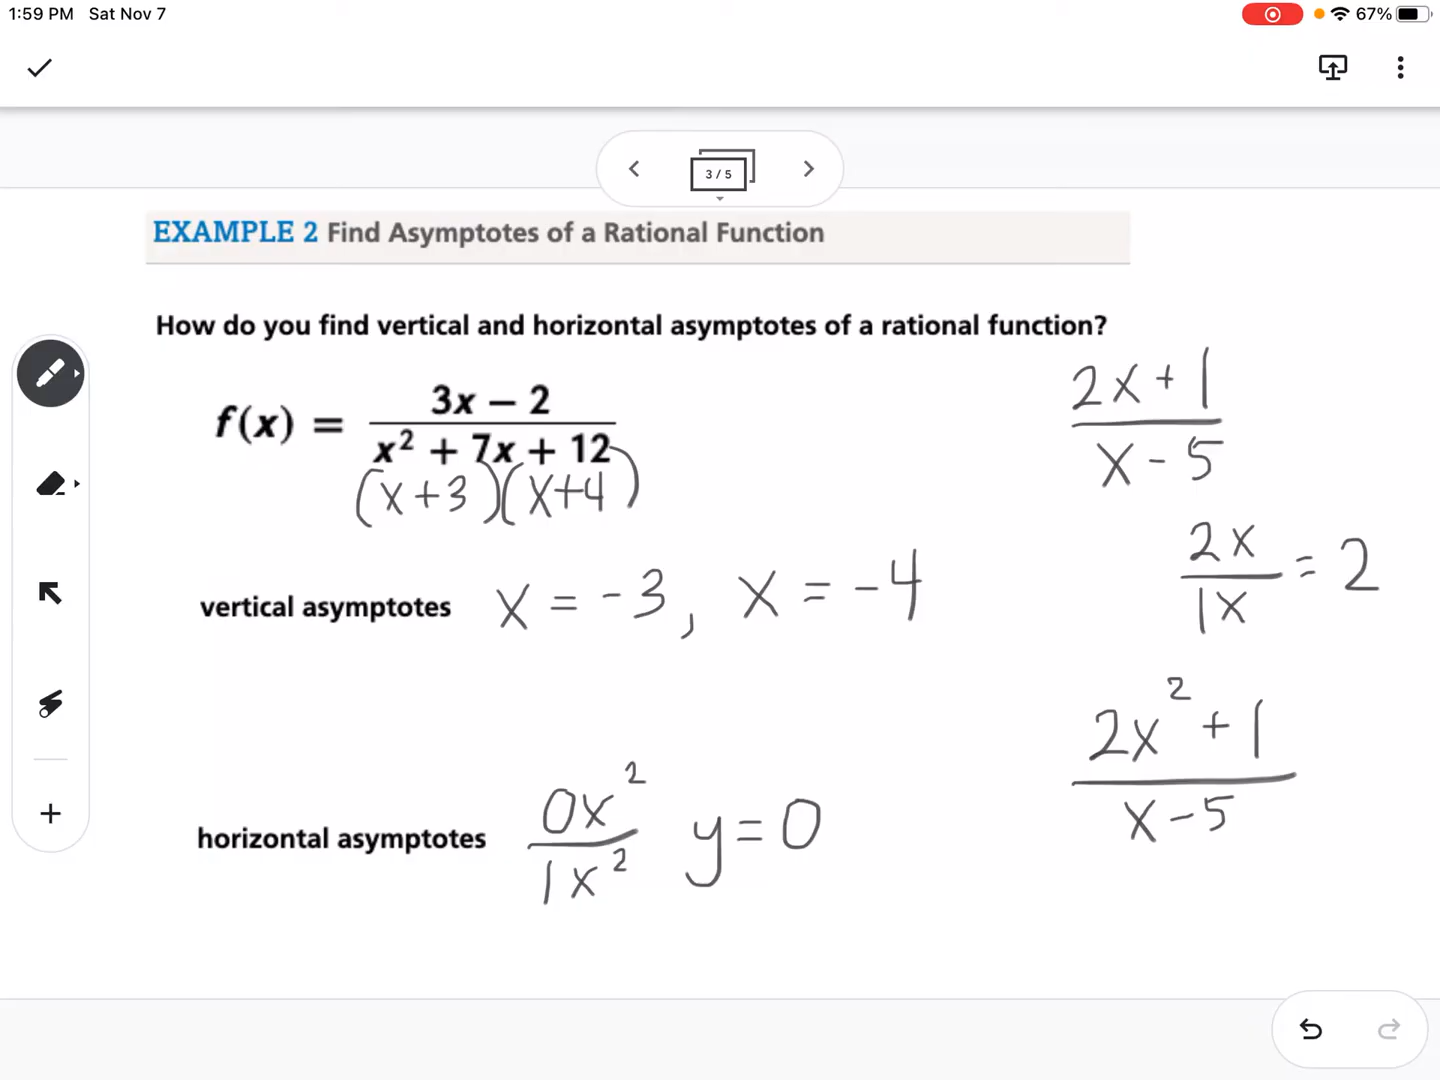 1:59 PM Sat Nov 7
67%
3 / 5
EXAMPLE 2 Find Asymptotes of a Rational Function
How do you find vertical and horizontal asymptotes of a rational function?
f(x) = (3x − 2)/(x² + 7x + 12)
(x+3)(x+4)
vertical asymptotes x = -3, x = -4
horizontal asymptotes 0x²/1x² y=0
2x+1
x-5
2x/1x = 2
2x²+1
x-5